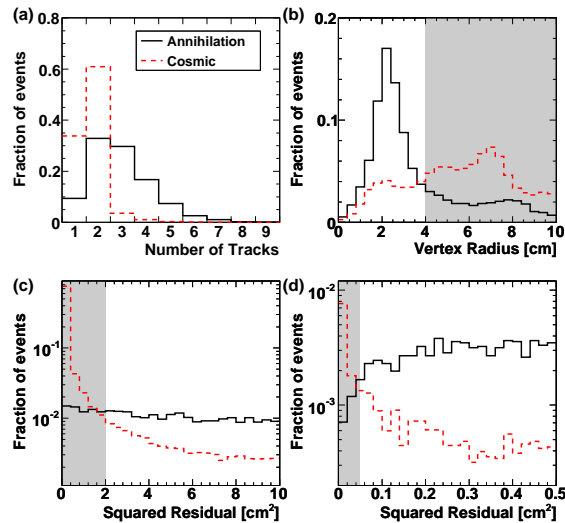 (a)
Annihilation
Cosmic
Fraction of events
0.8
0.6
0.4
0.2
0
1 2 3 4 5 6 7 8 9
Number of Tracks
(b)
Fraction of events
0.2
0.1
0
0 2 4 6 8 10
Vertex Radius [cm]
(c)
Fraction of events
10⁻¹
10⁻²
0 2 4 6 8 10
Squared Residual [cm²]
(d)
Fraction of events
10⁻²
10⁻³
0 0.1 0.2 0.3 0.4 0.5
Squared Residual [cm²]